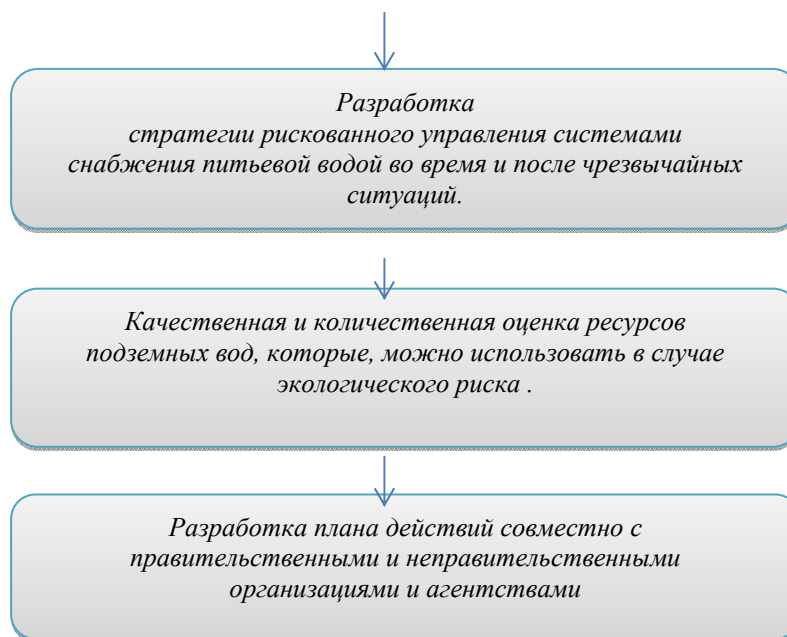 Разработка
стратегии рискованного управления системами
снабжения питьевой водой во время и после чрезвычайных
ситуаций.
Качественная и количественная оценка ресурсов
подземных вод, которые, можно использовать в случае
экологического риска .
Разработка плана действий совместно с
правительственными и неправительственными
организациями и агентствами